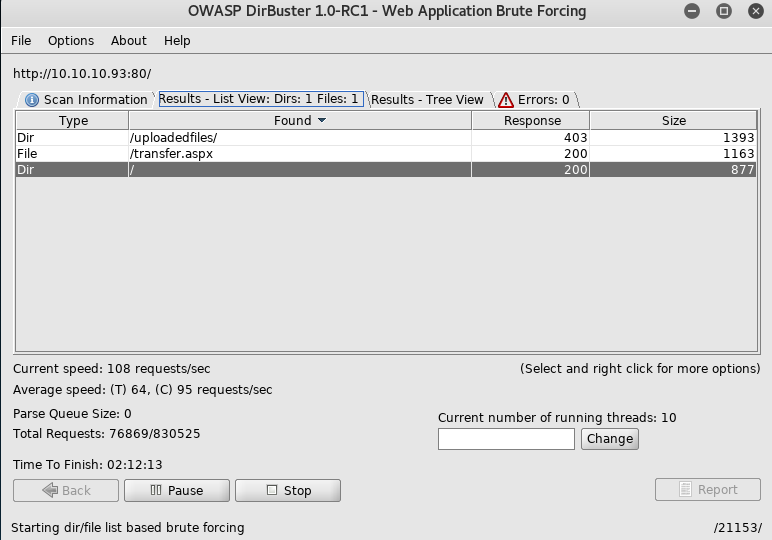 OWASP DirBuster 1.0-RC1 - Web Application Brute Forcing
File Options About Help
http://10.10.10.93:80/
Scan Information Results - List View: Dirs: 1 Files: 1 Results - Tree View Errors: 0
Type Found Response Size
Dir /uploadedfiles/ 403 1393
File /transfer.aspx 200 1163
Dir / 200 877
Current speed: 108 requests/sec (Select and right click for more options)
Average speed: (T) 64, (C) 95 requests/sec
Parse Queue Size: 0
Current number of running threads: 10
Total Requests: 76869/830525
Change
Time To Finish: 02:12:13
Back Pause Stop Report
Starting dir/file list based brute forcing /21153/